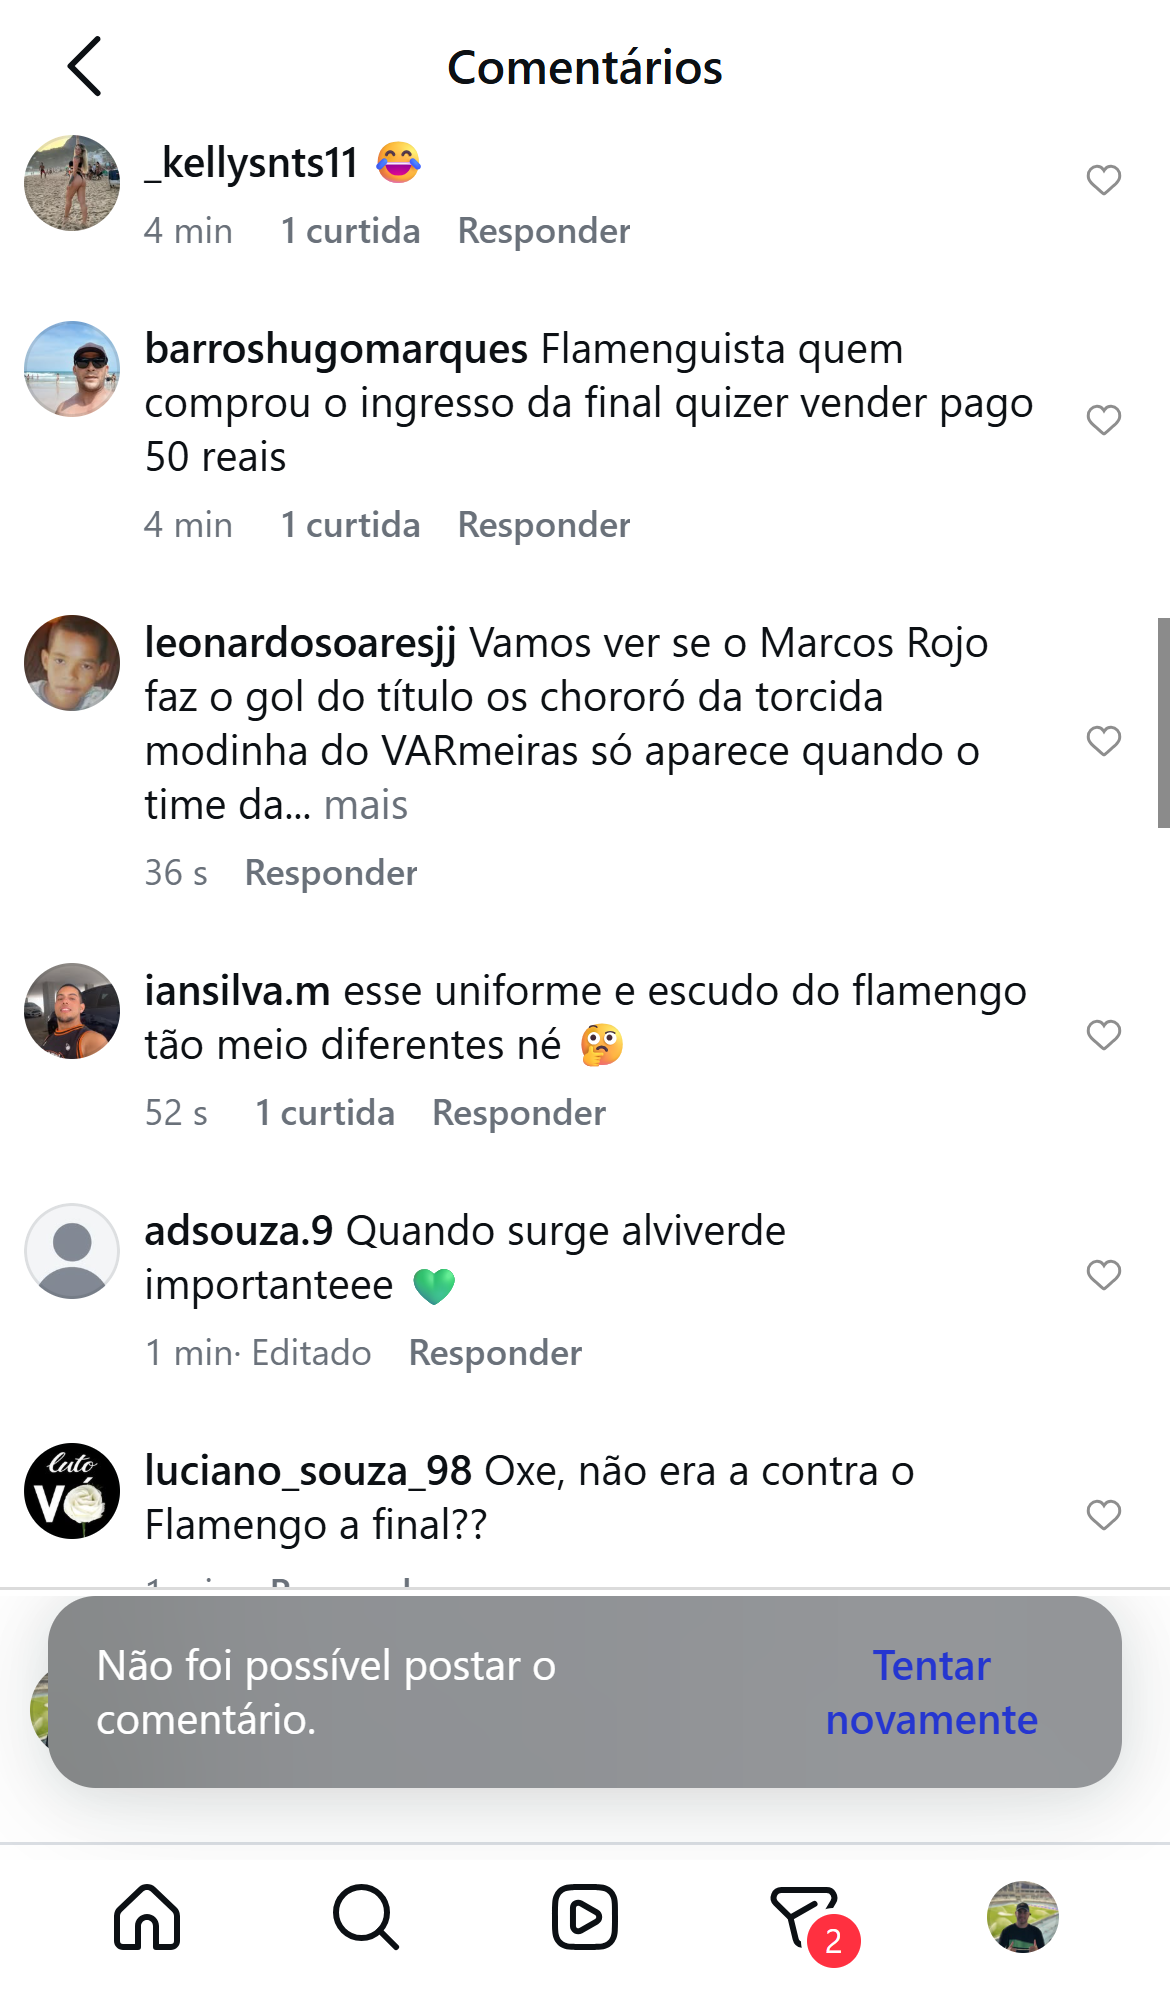 Comentários
_kellysnts11 😂
4 min 1 curtida Responder
barroshugomarques Flamenguista quem
comprou o ingresso da final quizer vender pago
50 reais
4 min 1 curtida Responder
leonardosoaresjj Vamos ver se o Marcos Rojo
faz o gol do título os chororó da torcida
modinha do VARmeiras só aparece quando o
time da... mais
36 s Responder
iansilva.m esse uniforme e escudo do flamengo
tão meio diferentes né 🤔
52 s 1 curtida Responder
adsouza.9 Quando surge alviverde
importanteee 💚
1 min· Editado Responder
luto
VÓ
luciano_souza_98 Oxe, não era a contra o
Flamengo a final??
Não foi possível postar o
comentário.
Tentar
novamente
2